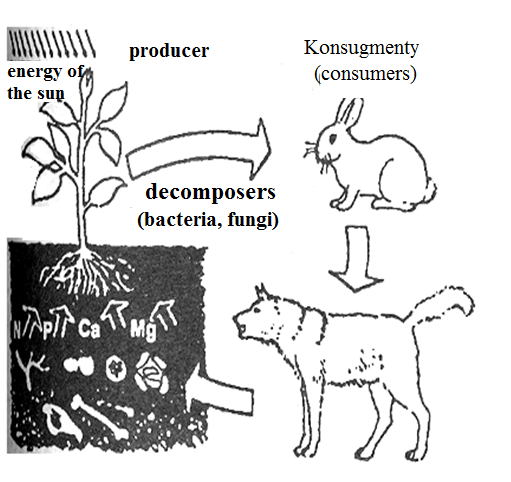 producer
energy of
the sun
Konsugmenty
(consumers)
decomposers
(bacteria, fungi)
N P Ca Mg